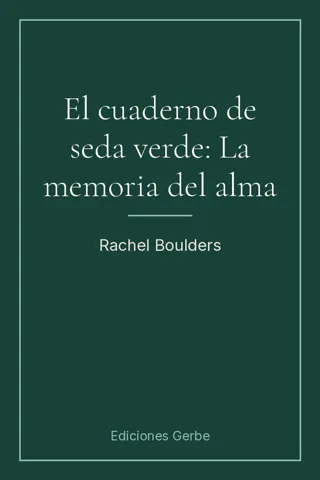 El cuaderno de
seda verde: La
memoria del alma
Rachel Boulders
Ediciones Gerbe